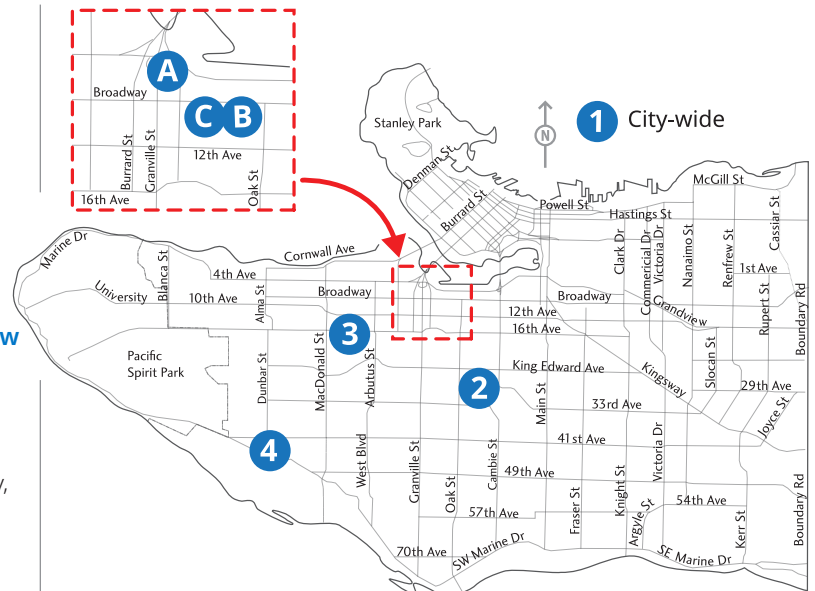 A
Broadway
C
B
Burrard St
Granville St
12th Ave
Oak St
16th Ave
Stanley Park
N
1
City-wide
Denman St
Burrard St
McGill St
Powell St
Hastings St
Cassiar St
Marine Dr
Cornwall Ave
Blanca St
4th Ave
University
10th Ave
Alma St
Broadway
Broadway
12th Ave
16th Ave
Clark Dr
Commericial Dr
Victoria Dr
Nanaimo St
Renfrew St
1st Ave
Rupert St
Boundary Rd
Grandview
w
3
Pacific
Spirit Park
Dunbar St
MacDonald St
Arbutus St
King Edward Ave
Kingsway
Slocan St
29th Ave
2
Main St
33rd Ave
Joyce St
4
41st Ave
West Blvd
Granville St
Oak St
Cambie St
49th Ave
Victoria Dr
Knight St
Fraser St
54th Ave
Boundary Rd
y,
57th Ave
Argyle St
Kerr St
70th Ave
SW Marine Dr
SE Marine Dr